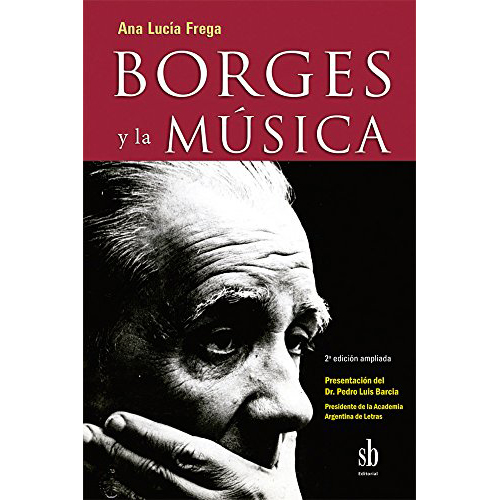 Ana Lucía Frega
BORGES
y la MÚSICA
2ª edición ampliada
Presentación del
Dr. Pedro Luis Barcia
Presidente de la Academia
Argentina de Letras
sb
Editorial